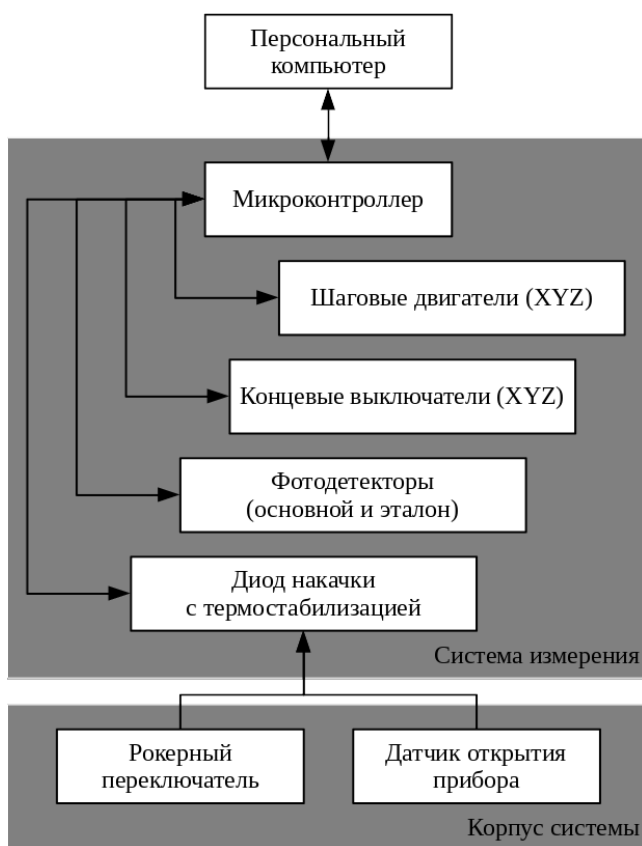 Персональный
компьютер
Микроконтроллер
Шаговые двигатели (XYZ)
Концевые выключатели (XYZ)
Фотодетекторы
(основной и эталон)
Диод накачки
с термостабилизацией
Система измерения
Рокерный
переключатель
Датчик открытия
прибора
Корпус системы